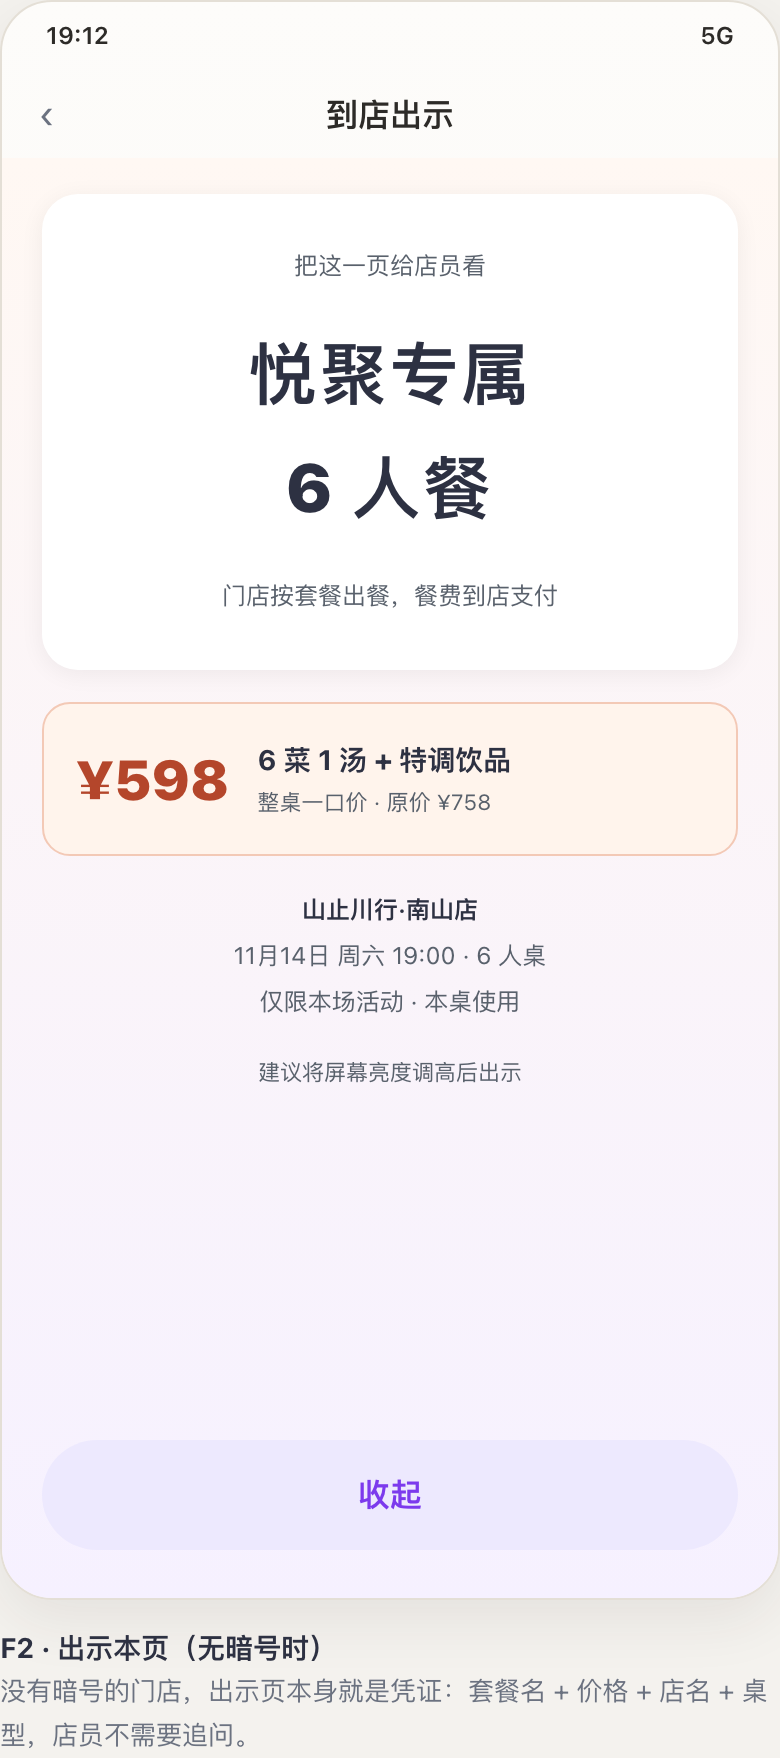 19:12
5G
‹
到店出示
把这一页给店员看
悦聚专属
6 人餐
门店按套餐出餐，餐费到店支付
¥598
6 菜 1 汤 + 特调饮品
整桌一口价 · 原价 ¥758
山止川行·南山店
11月14日 周六 19:00 · 6 人桌
仅限本场活动 · 本桌使用
建议将屏幕亮度调高后出示
收起
F2 · 出示本页（无暗号时）
没有暗号的门店，出示页本身就是凭证：套餐名 + 价格 + 店名 + 桌
型，店员不需要追问。